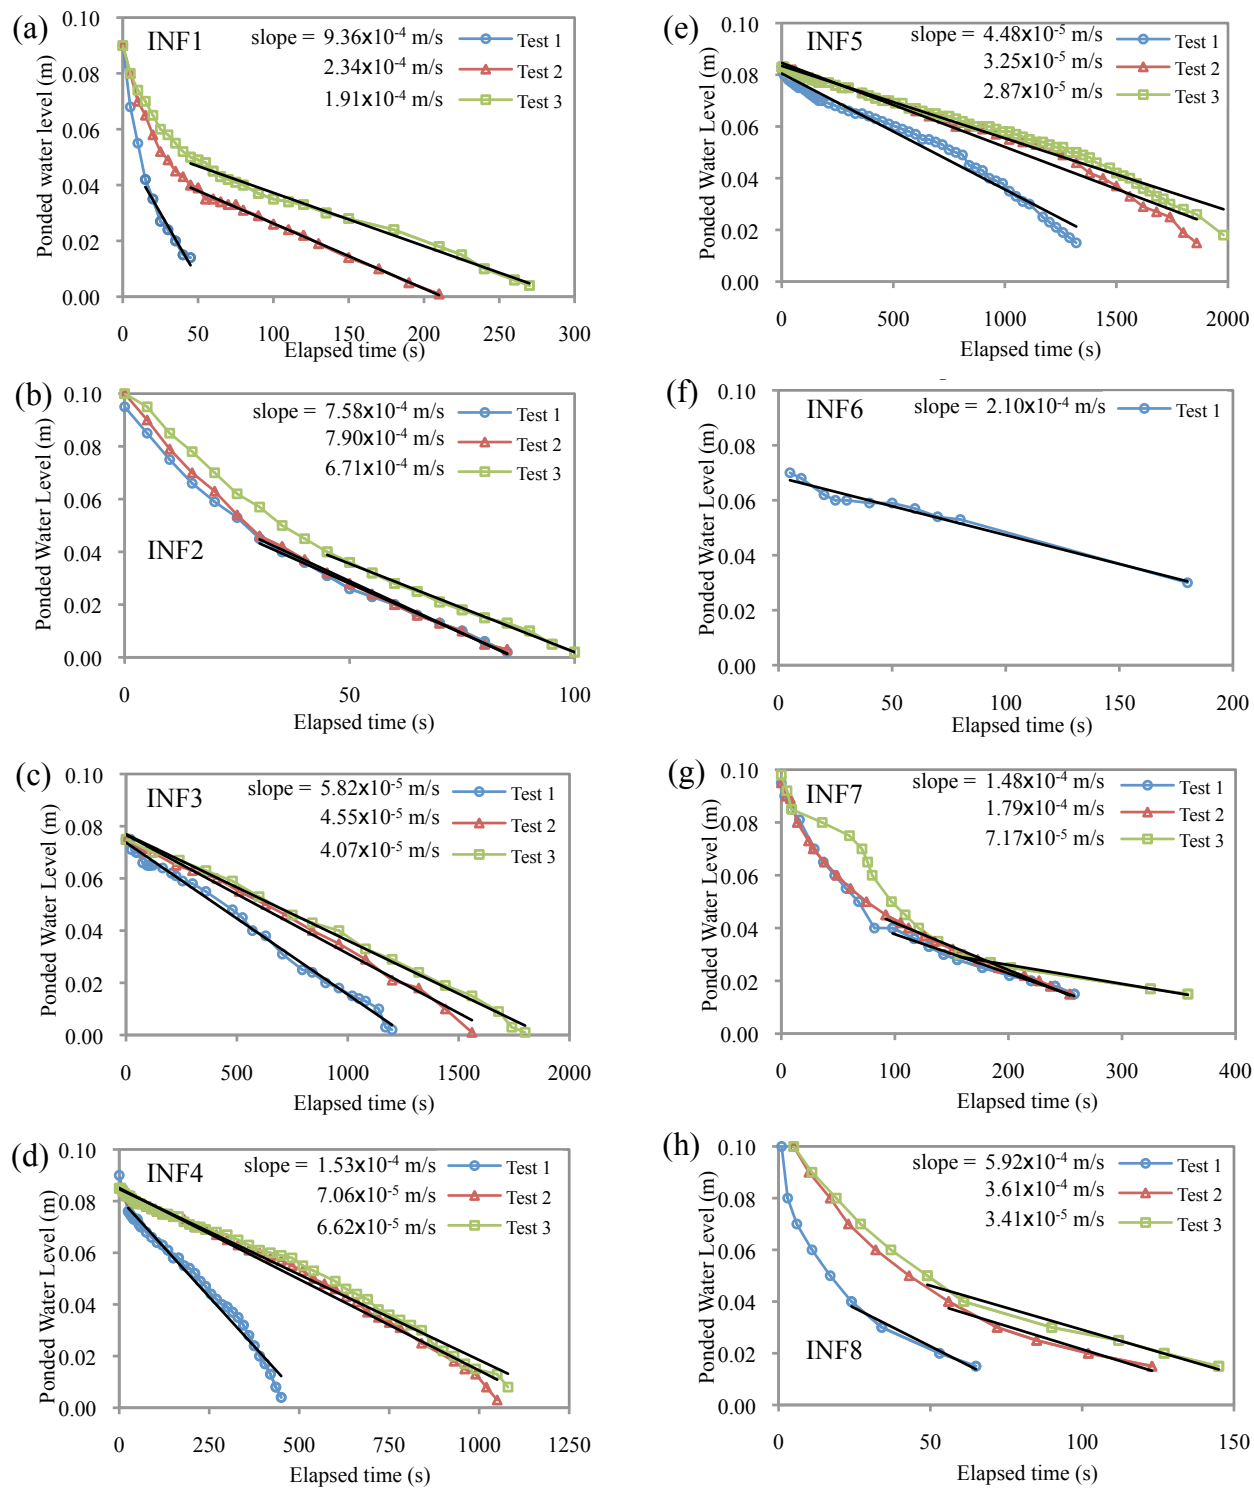 (a)
INF1
slope = 9.36x10-4 m/s
2.34x10-4 m/s
1.91x10-4 m/s
Test 1
Test 2
Test 3
Ponded water level (m)
0.10
0.08
0.06
0.04
0.02
0.00
0 50 100 150 200 250 300
Elapsed time (s)
(b)
INF2
slope = 7.58x10-4 m/s
7.90x10-4 m/s
6.71x10-4 m/s
Test 1
Test 2
Test 3
Ponded Water Level (m)
0.10
0.08
0.06
0.04
0.02
0.00
0 50 100
Elapsed time (s)
(c)
INF3
slope = 5.82x10-5 m/s
4.55x10-5 m/s
4.07x10-5 m/s
Test 1
Test 2
Test 3
Ponded Water Level (m)
0.10
0.08
0.06
0.04
0.02
0.00
0 500 1000 1500 2000
Elapsed time (s)
(d)
INF4
slope = 1.53x10-4 m/s
7.06x10-5 m/s
6.62x10-5 m/s
Test 1
Test 2
Test 3
Ponded Water Level (m)
0.10
0.08
0.06
0.04
0.02
0.00
0 250 500 750 1000 1250
Elapsed time (s)
(e)
INF5
slope = 4.48x10-5 m/s
3.25x10-5 m/s
2.87x10-5 m/s
Test 1
Test 2
Test 3
Ponded Water Level (m)
0.10
0.08
0.06
0.04
0.02
0.00
0 500 1000 1500 2000
Elapsed time (s)
(f)
INF6
slope = 2.10x10-4 m/s
Test 1
Ponded Water Level (m)
0.10
0.08
0.06
0.04
0.02
0.00
0 50 100 150 200
Elapsed time (s)
(g)
INF7
slope = 1.48x10-4 m/s
1.79x10-4 m/s
7.17x10-5 m/s
Test 1
Test 2
Test 3
Ponded Water Level (m)
0.10
0.08
0.06
0.04
0.02
0.00
0 100 200 300 400
Elapsed time (s)
(h)
INF8
slope = 5.92x10-4 m/s
3.61x10-4 m/s
3.41x10-5 m/s
Test 1
Test 2
Test 3
Ponded Water Level (m)
0.10
0.08
0.06
0.04
0.02
0.00
0 50 100 150
Elapsed time (s)